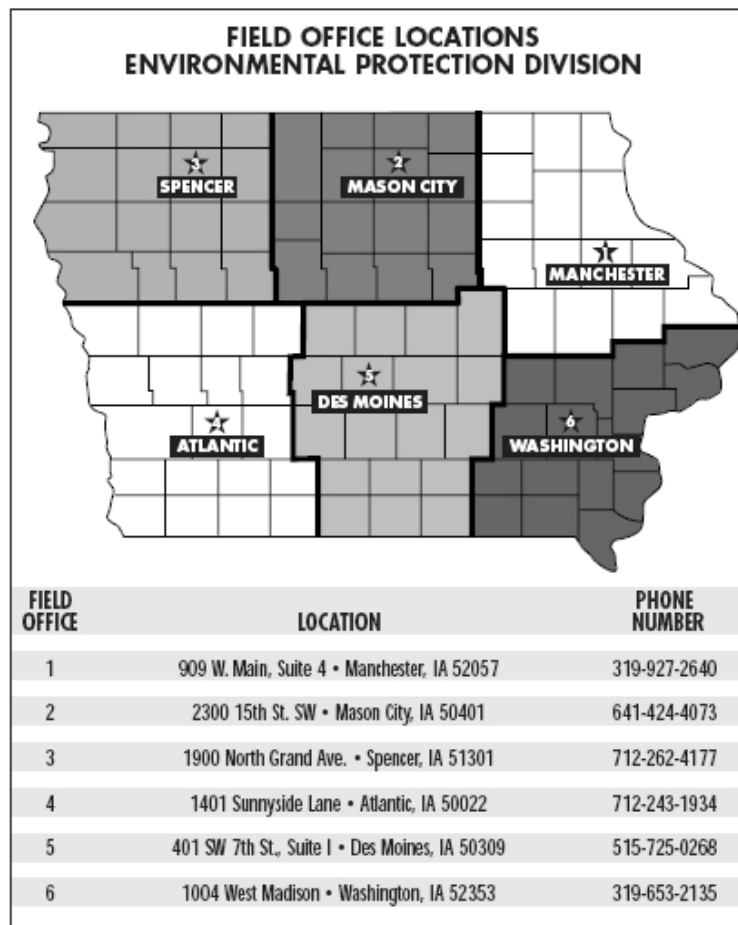 FIELD OFFICE LOCATIONS
ENVIRONMENTAL PROTECTION DIVISION
3
SPENCER
2
MASON CITY
1
MANCHESTER
5
DES MOINES
4
ATLANTIC
6
WASHINGTON
FIELD OFFICE LOCATION PHONE NUMBER
1 909 W. Main, Suite 4 • Manchester, IA 52057 319-927-2640
2 2300 15th St. SW • Mason City, IA 50401 641-424-4073
3 1900 North Grand Ave. • Spencer, IA 51301 712-262-4177
4 1401 Sunnyside Lane • Atlantic, IA 50022 712-243-1934
5 401 SW 7th St., Suite I • Des Moines, IA 50309 515-725-0268
6 1004 West Madison • Washington, IA 52353 319-653-2135